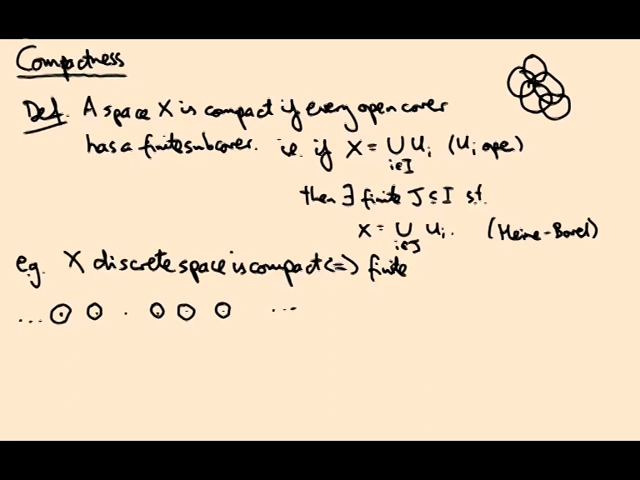 Compactness
Def. A space X is compact if every open cover
has a finite subcover. i.e. if X = ∪ Uᵢ (Uᵢ open)
i∈I
then ∃ finite J ⊆ I s.t.
X = ∪ Uᵢ. (Heine-Borel)
i∈J
e.g. X discrete space is compact <=> finite
... ...